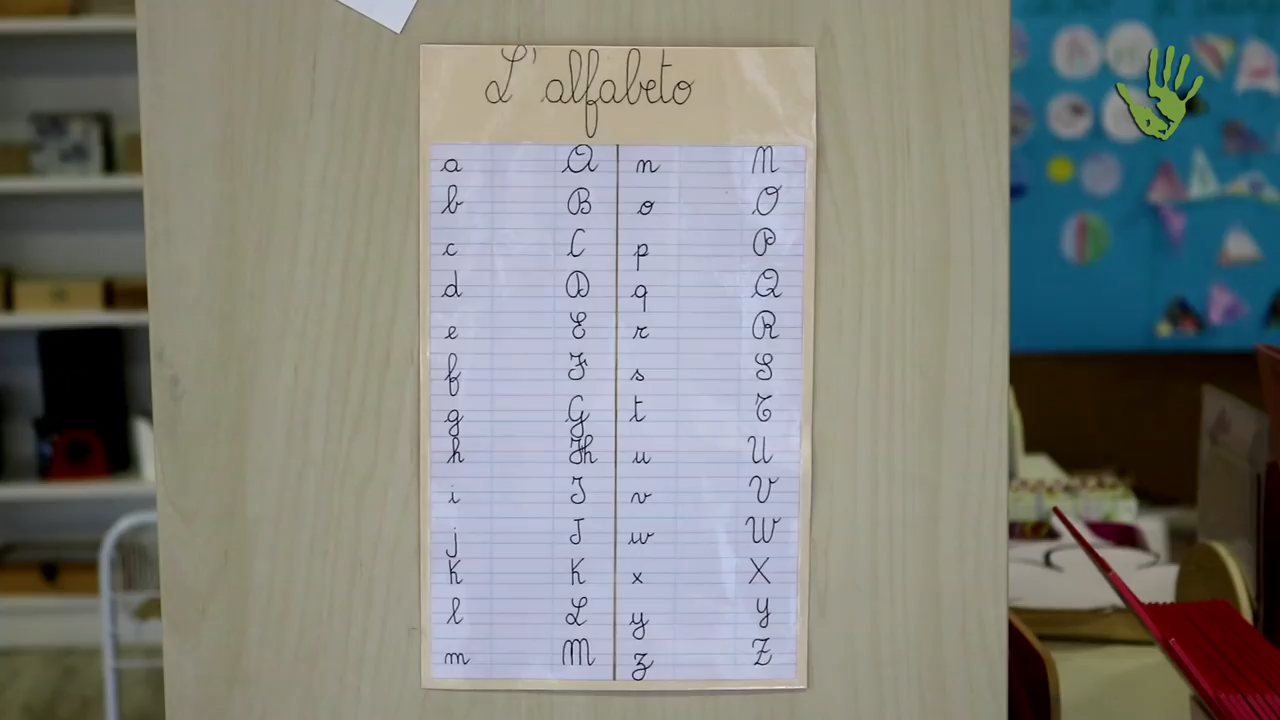 L'alfabeto
a A n N
b B o O
c C p P
d D q Q
e E r R
f F s S
g G t T
h H u U
i I v V
j J w W
k K x X
l L y Y
m M z Z